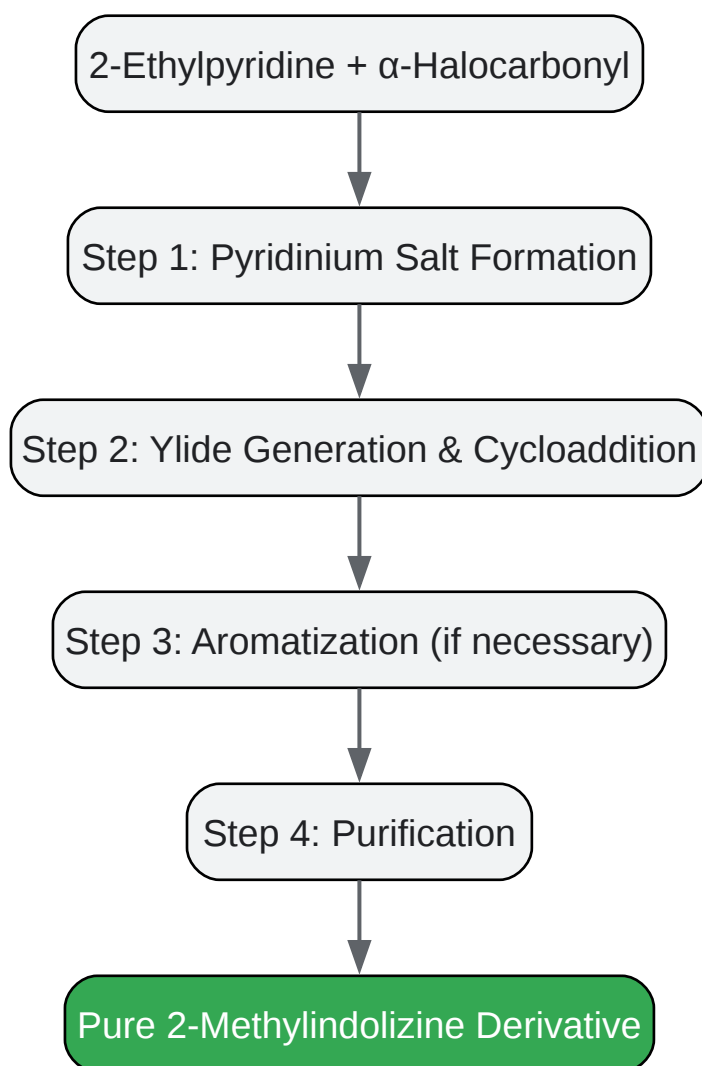 2-Ethylpyridine + α-Halocarbonyl
Step 1: Pyridinium Salt Formation
Step 2: Ylide Generation & Cycloaddition
Step 3: Aromatization (if necessary)
Step 4: Purification
Pure 2-Methylindolizine Derivative